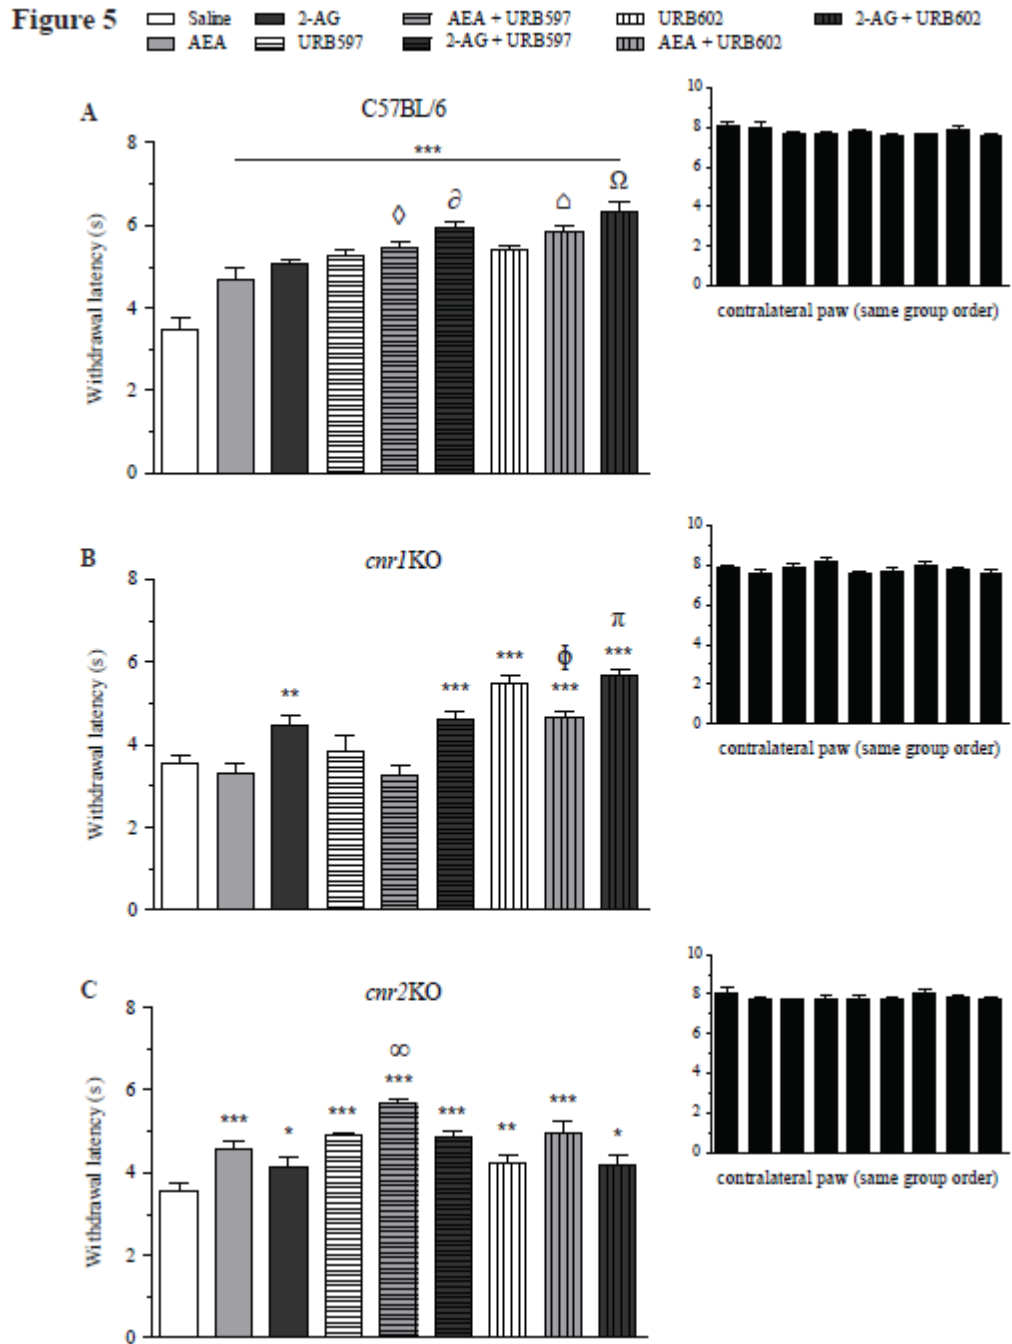 Figure 5
Saline 2-AG AEA + URB597 URB602 2-AG + URB602
AEA URB597 2-AG + URB597 AEA + URB602
A
C57BL/6
8
6
4
2
0
Withdrawal latency (s)
***
◊ ∂ ⌂ Ω
10
8
6
4
2
0
contralateral paw (same group order)
B
cnr1KO
8
6
4
2
0
Withdrawal latency (s)
π
ϕ
*** ***
** *** ***
10
8
6
4
2
0
contralateral paw (same group order)
C
cnr2KO
8
6
4
2
0
Withdrawal latency (s)
∞
***
*** * *** *** ** *** *
10
8
6
4
2
0
contralateral paw (same group order)